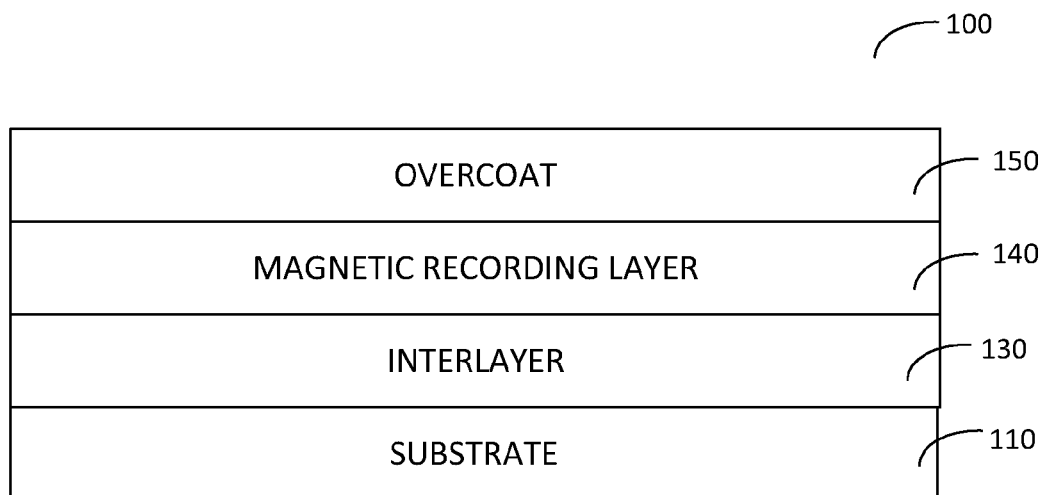 100
OVERCOAT 150
MAGNETIC RECORDING LAYER 140
INTERLAYER 130
SUBSTRATE 110